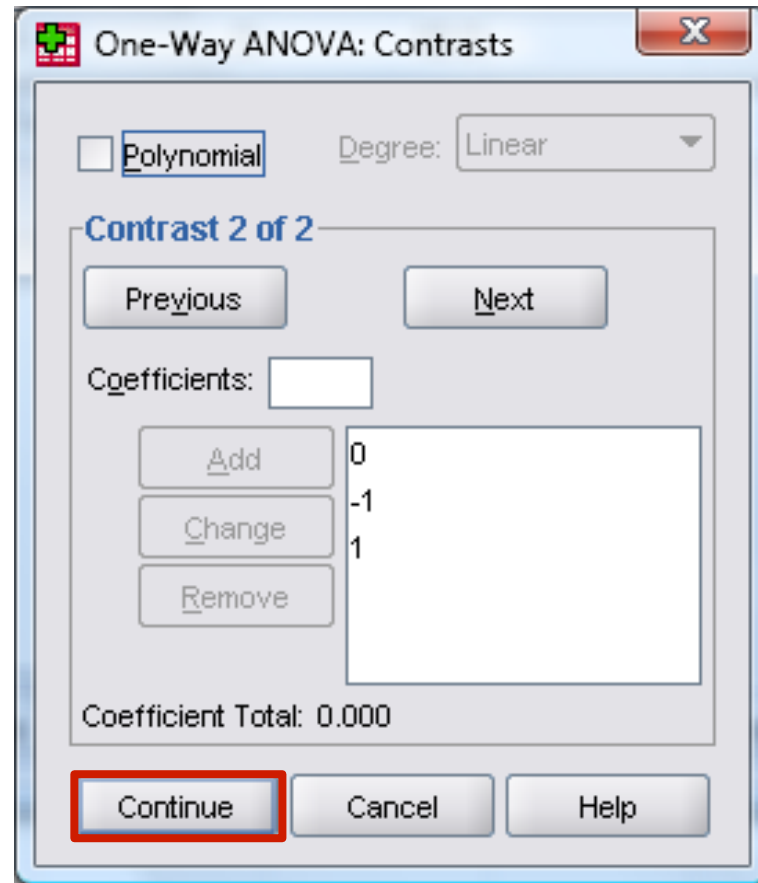 One-Way ANOVA: Contrasts
Polynomial Degree: Linear
Contrast 2 of 2
Previous Next
Coefficients:
Add
Change
Remove
0
-1
1
Coefficient Total: 0.000
Continue Cancel Help